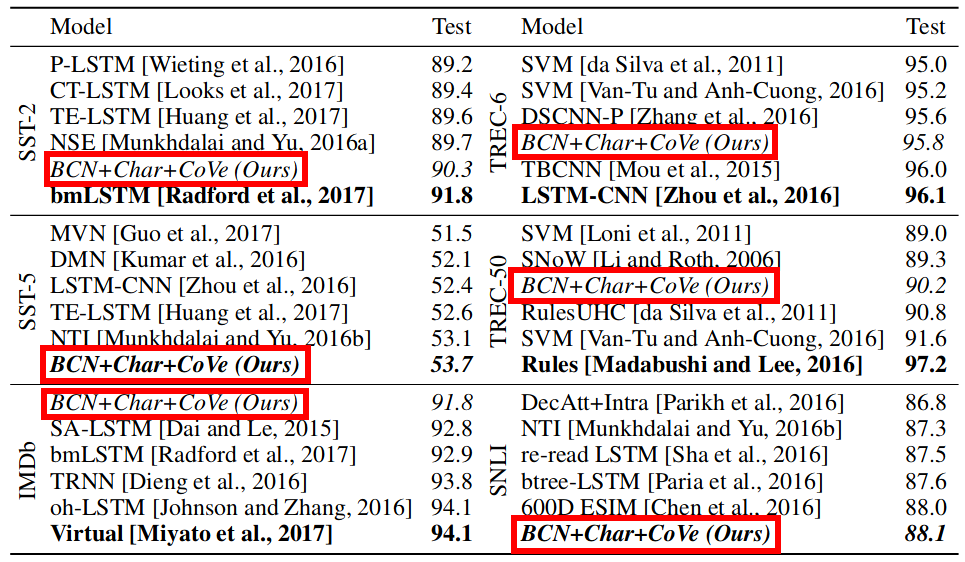 Model Test Model Test
SST-2
P-LSTM [Wieting et al., 2016] 89.2
CT-LSTM [Looks et al., 2017] 89.4
TE-LSTM [Huang et al., 2017] 89.6
NSE [Munkhdalai and Yu, 2016a] 89.7
BCN+Char+CoVe (Ours) 90.3
bmLSTM [Radford et al., 2017] 91.8
TREC-6
SVM [da Silva et al., 2011] 95.0
SVM [Van-Tu and Anh-Cuong, 2016] 95.2
DSCNN-P [Zhang et al., 2016] 95.6
BCN+Char+CoVe (Ours) 95.8
TBCNN [Mou et al., 2015] 96.0
LSTM-CNN [Zhou et al., 2016] 96.1
SST-5
MVN [Guo et al., 2017] 51.5
DMN [Kumar et al., 2016] 52.1
LSTM-CNN [Zhou et al., 2016] 52.4
TE-LSTM [Huang et al., 2017] 52.6
NTI [Munkhdalai and Yu, 2016b] 53.1
BCN+Char+CoVe (Ours) 53.7
TREC-50
SVM [Loni et al., 2011] 89.0
SNoW [Li and Roth, 2006] 89.3
BCN+Char+CoVe (Ours) 90.2
RulesUHC [da Silva et al., 2011] 90.8
SVM [Van-Tu and Anh-Cuong, 2016] 91.6
Rules [Madabushi and Lee, 2016] 97.2
IMDb
BCN+Char+CoVe (Ours) 91.8
SA-LSTM [Dai and Le, 2015] 92.8
bmLSTM [Radford et al., 2017] 92.9
TRNN [Dieng et al., 2016] 93.8
oh-LSTM [Johnson and Zhang, 2016] 94.1
Virtual [Miyato et al., 2017] 94.1
SNLI
DecAtt+Intra [Parikh et al., 2016] 86.8
NTI [Munkhdalai and Yu, 2016b] 87.3
re-read LSTM [Sha et al., 2016] 87.5
btree-LSTM [Paria et al., 2016] 87.6
600D ESIM [Chen et al., 2016] 88.0
BCN+Char+CoVe (Ours) 88.1